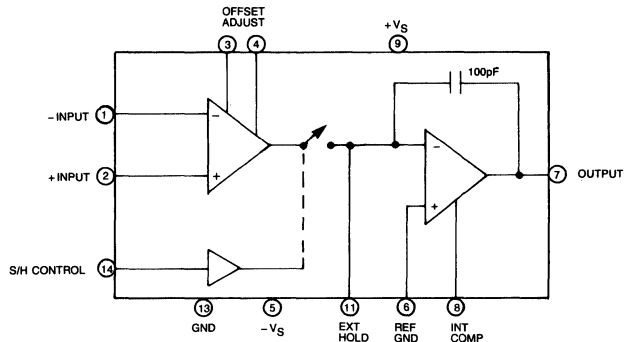 OFFSET
ADJUST
+VS
3
4
9
100pF
-INPUT 1
-
-
+INPUT 2
+
+
7 OUTPUT
S/H CONTROL 14
13
5
11
6
8
GND
-VS
EXT
HOLD
REF
GND
INT
COMP